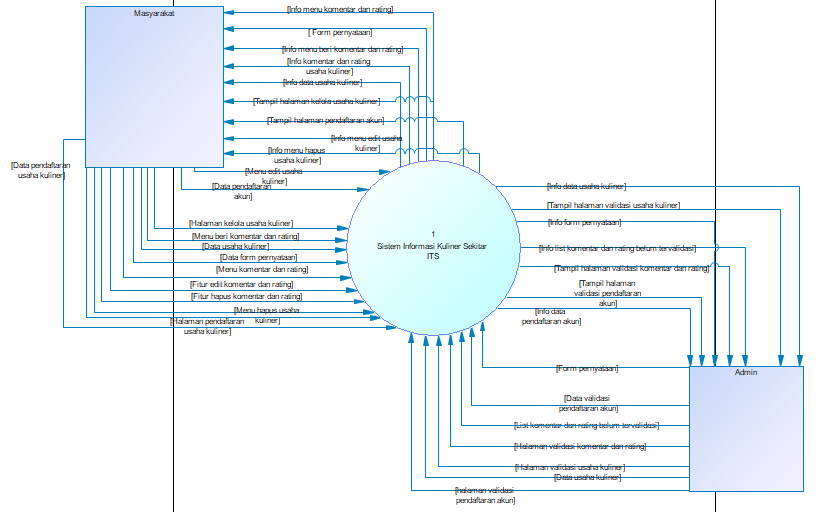 Masyarakat
[Info menu komentar dan rating]
[ Form pernyataan]
[Info menu beri komentar dan rating]
[Info komentar dan rating
usaha kuliner]
[Info data usaha kuliner]
[Tampil halaman kelola usaha kuliner]
[Tampil halaman pendaftaran akun]
[Info menu edit usaha
kuliner]
[Info menu hapus
usaha kuliner]
[Data pendaftaran
usaha kuliner]
[Menu edit usaha
kuliner]
[Data pendaftaran
akun]
[Halaman kelola usaha kuliner]
[Menu beri komentar dan rating]
[Data usaha kuliner]
[Data form pernyataan]
[Menu komentar dan rating]
[Fitur edit komentar dan rating]
[Fitur hapus komentar dan rating]
[Menu hapus usaha
kuliner]
[Halaman pendaftaran
usaha kuliner]
1
Sistem Informasi Kuliner Sekitar
ITS
[Info data usaha kuliner]
[Tampil halaman validasi usaha kuliner]
[Info form pernyataan]
[Info list komentar dan rating belum tervalidasi]
[Tampil halaman validasi komentar dan rating]
[Tampil halaman
validasi pendaftaran
akun]
[Info data
pendaftaran akun]
Admin
[Form pernyataan]
[Data validasi
pendaftaran akun]
[List komentar dan rating belum tervalidasi]
[Halaman validasi komentar dan rating]
[Halaman validasi usaha kuliner]
[Data usaha kuliner]
[halaman validasi
pendaftaran akun]